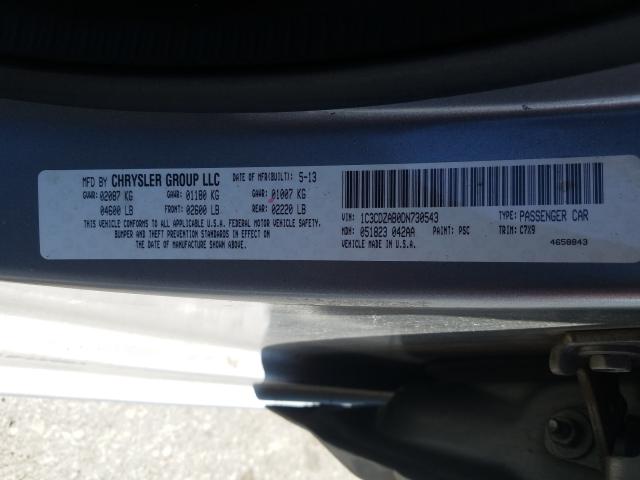 MFD BY CHRYSLER GROUP LLC DATE OF MFR(BUILT): 5-13
GVWR: 02087 KG GAWR: 01180 KG GAWR: 01007 KG
04600 LB FRONT: 02600 LB REAR: 02220 LB
THIS VEHICLE CONFORMS TO ALL APPLICABLE U.S.A. FEDERAL MOTOR VEHICLE SAFETY,
BUMPER AND THEFT PREVENTION STANDARDS IN EFFECT ON
THE DATE OF MANUFACTURE SHOWN ABOVE.
VIN: 1C3CDZAB0DN730543 TYPE: PASSENGER CAR
MDH: 051823 042AA PAINT: PSC TRIM: C7X9
VEHICLE MADE IN U.S.A. 4658843